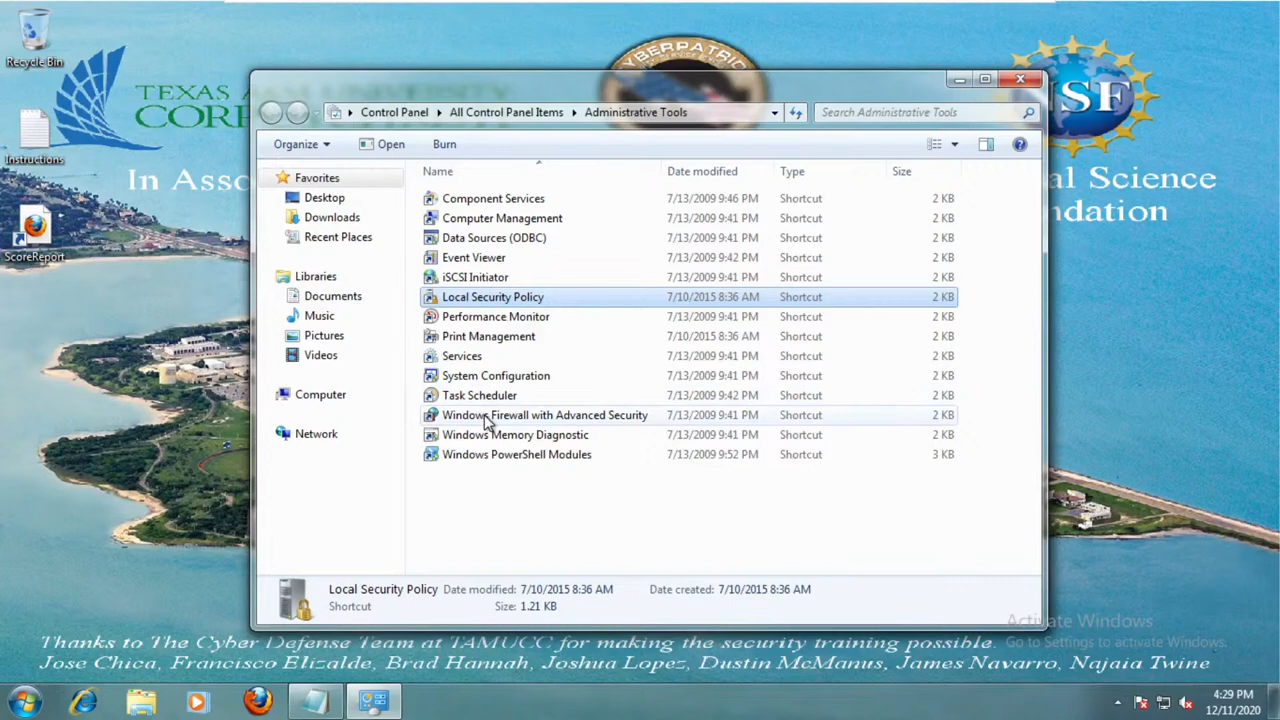 Recycle Bin
TEXAS A
CORP
CYBERPATRIO
NSF
In Asso
al Science
ndation
Instructions
ScoreReport
Control Panel
All Control Panel Items
Administrative Tools
Search Administrative Tools
Organize
Open
Burn
Name Date modified Type Size
Favorites
Desktop
Downloads
Recent Places
Libraries
Documents
Music
Pictures
Videos
Computer
Network
Component Services 7/13/2009 9:46 PM Shortcut 2 KB
Computer Management 7/13/2009 9:41 PM Shortcut 2 KB
Data Sources (ODBC) 7/13/2009 9:41 PM Shortcut 2 KB
Event Viewer 7/13/2009 9:42 PM Shortcut 2 KB
iSCSI Initiator 7/13/2009 9:41 PM Shortcut 2 KB
Local Security Policy 7/10/2015 8:36 AM Shortcut 2 KB
Performance Monitor 7/13/2009 9:41 PM Shortcut 2 KB
Print Management 7/10/2015 8:36 AM Shortcut 2 KB
Services 7/13/2009 9:41 PM Shortcut 2 KB
System Configuration 7/13/2009 9:41 PM Shortcut 2 KB
Task Scheduler 7/13/2009 9:42 PM Shortcut 2 KB
Windows Firewall with Advanced Security 7/13/2009 9:41 PM Shortcut 2 KB
Windows Memory Diagnostic 7/13/2009 9:41 PM Shortcut 2 KB
Windows PowerShell Modules 7/13/2009 9:52 PM Shortcut 3 KB
Local Security Policy Date modified: 7/10/2015 8:36 AM Date created: 7/10/2015 8:36 AM
Shortcut Size: 1.21 KB
Activate Windows
Go to Settings to activate Windows.
Thanks to The Cyber Defense Team at TAMUCC for making the security training possible.
Jose Chica, Francisco Elizalde, Brad Hannah, Joshua Lopez, Dustin McManus, James Navarro, Najaia Twine
4:29 PM
12/11/2020